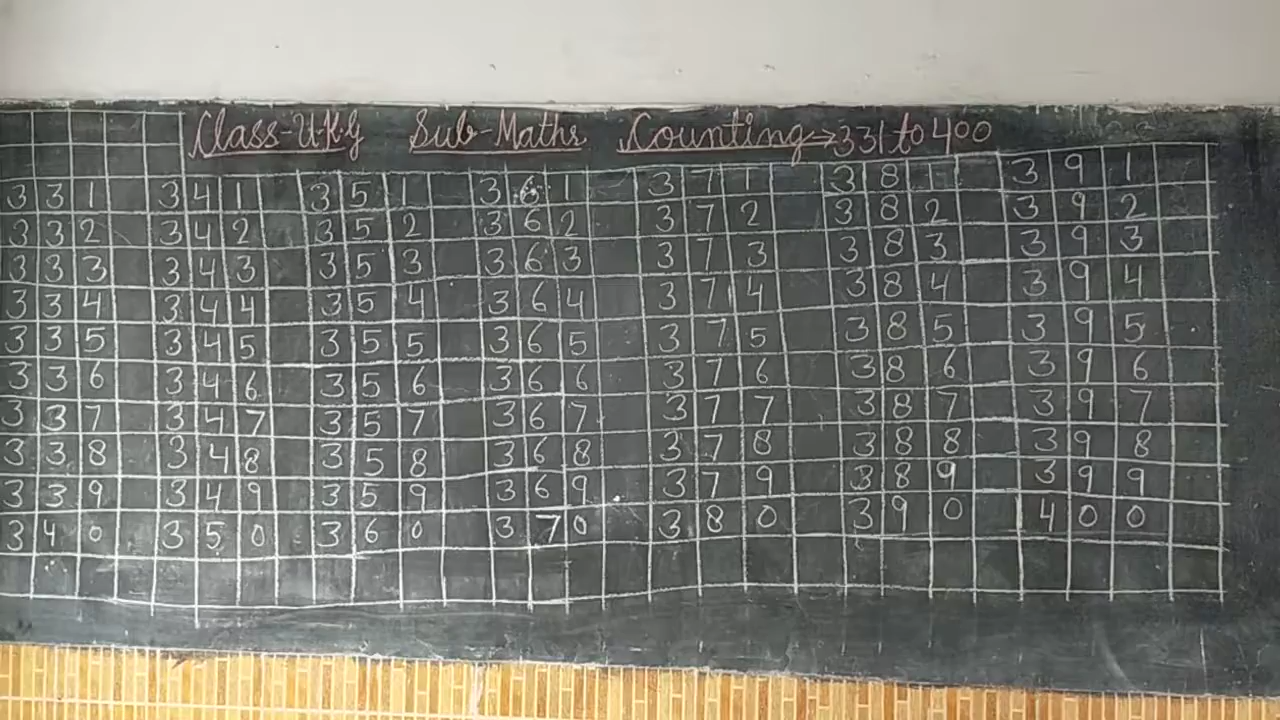 Class-U.K.G Sub-Maths Counting→331 to 400
331 341 351 361 371 381 391
332 342 352 362 372 382 392
333 343 353 363 373 383 393
334 344 354 364 374 384 394
335 345 355 365 375 385 395
336 346 356 366 376 386 396
337 347 357 367 377 387 397
338 348 358 368 378 388 398
339 349 359 369 379 389 399
340 350 360 370 380 390 400